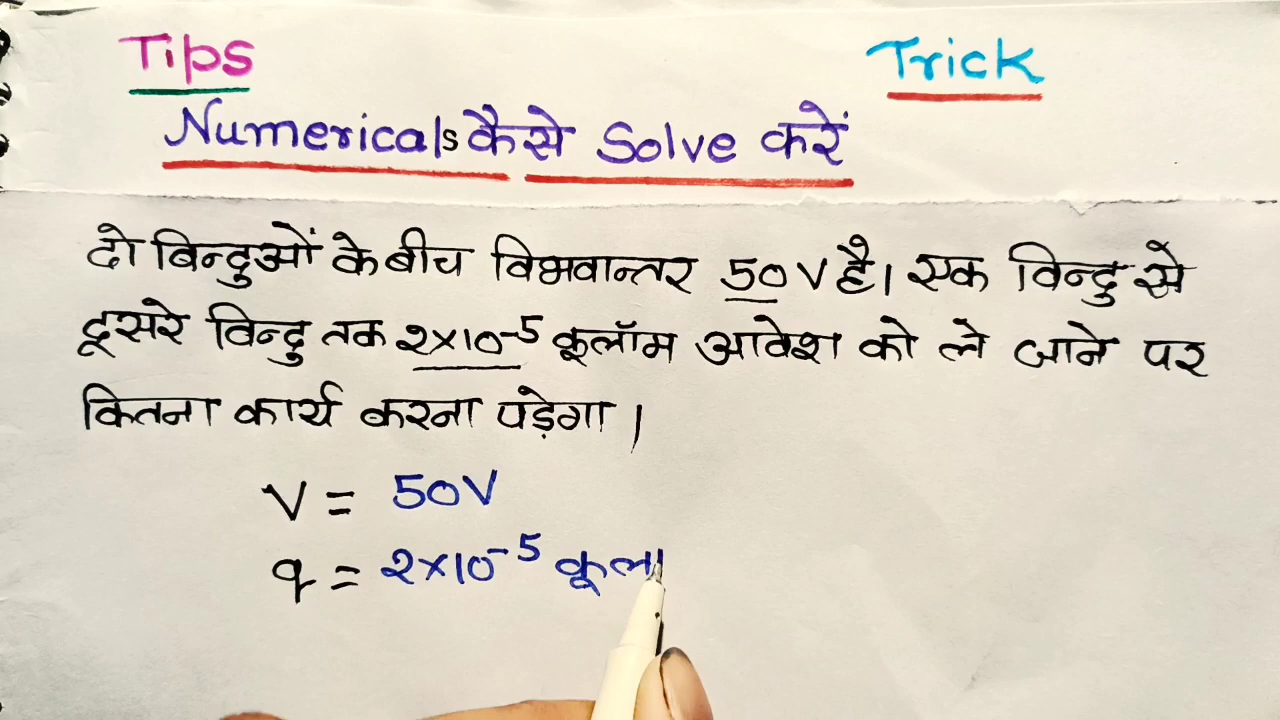 Tips
Trick
Numericals कैसे Solve करें
दो बिन्दुओं के बीच विभवान्तर 50V है। एक विन्दु से
दूसरे विन्दु तक 2×10⁻⁵ कूलॉम आवेश को ले जाने पर
कितना कार्य करना पड़ेगा।
V = 50V
q = 2×10⁻⁵ कूला